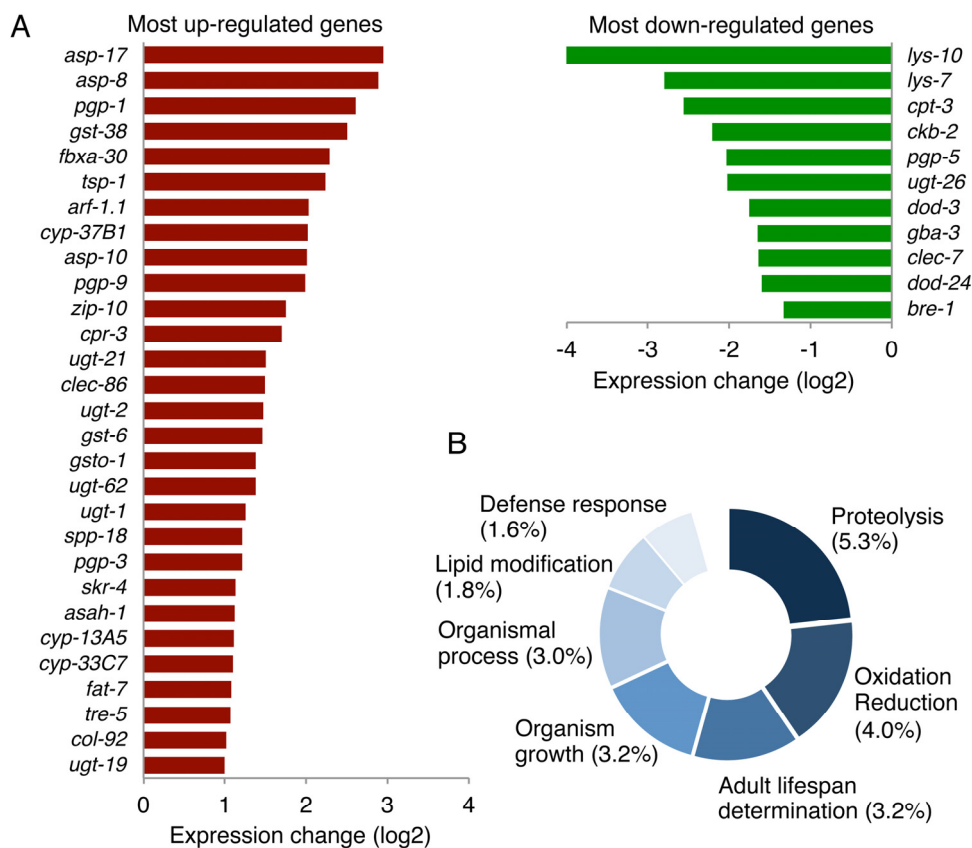 A
Most up-regulated genes
asp-17
asp-8
pgp-1
gst-38
fbxa-30
tsp-1
arf-1.1
cyp-37B1
asp-10
pgp-9
zip-10
cpr-3
ugt-21
clec-86
ugt-2
gst-6
gsto-1
ugt-62
ugt-1
spp-18
pgp-3
skr-4
asah-1
cyp-13A5
cyp-33C7
fat-7
tre-5
col-92
ugt-19
0 1 2 3 4
Expression change (log2)
Most down-regulated genes
lys-10
lys-7
cpt-3
ckb-2
pgp-5
ugt-26
dod-3
gba-3
clec-7
dod-24
bre-1
-4 -3 -2 -1 0
Expression change (log2)
B
Defense response
(1.6%)
Lipid modification
(1.8%)
Organismal
process (3.0%)
Organism
growth (3.2%)
Proteolysis
(5.3%)
Oxidation
Reduction
(4.0%)
Adult lifespan
determination (3.2%)